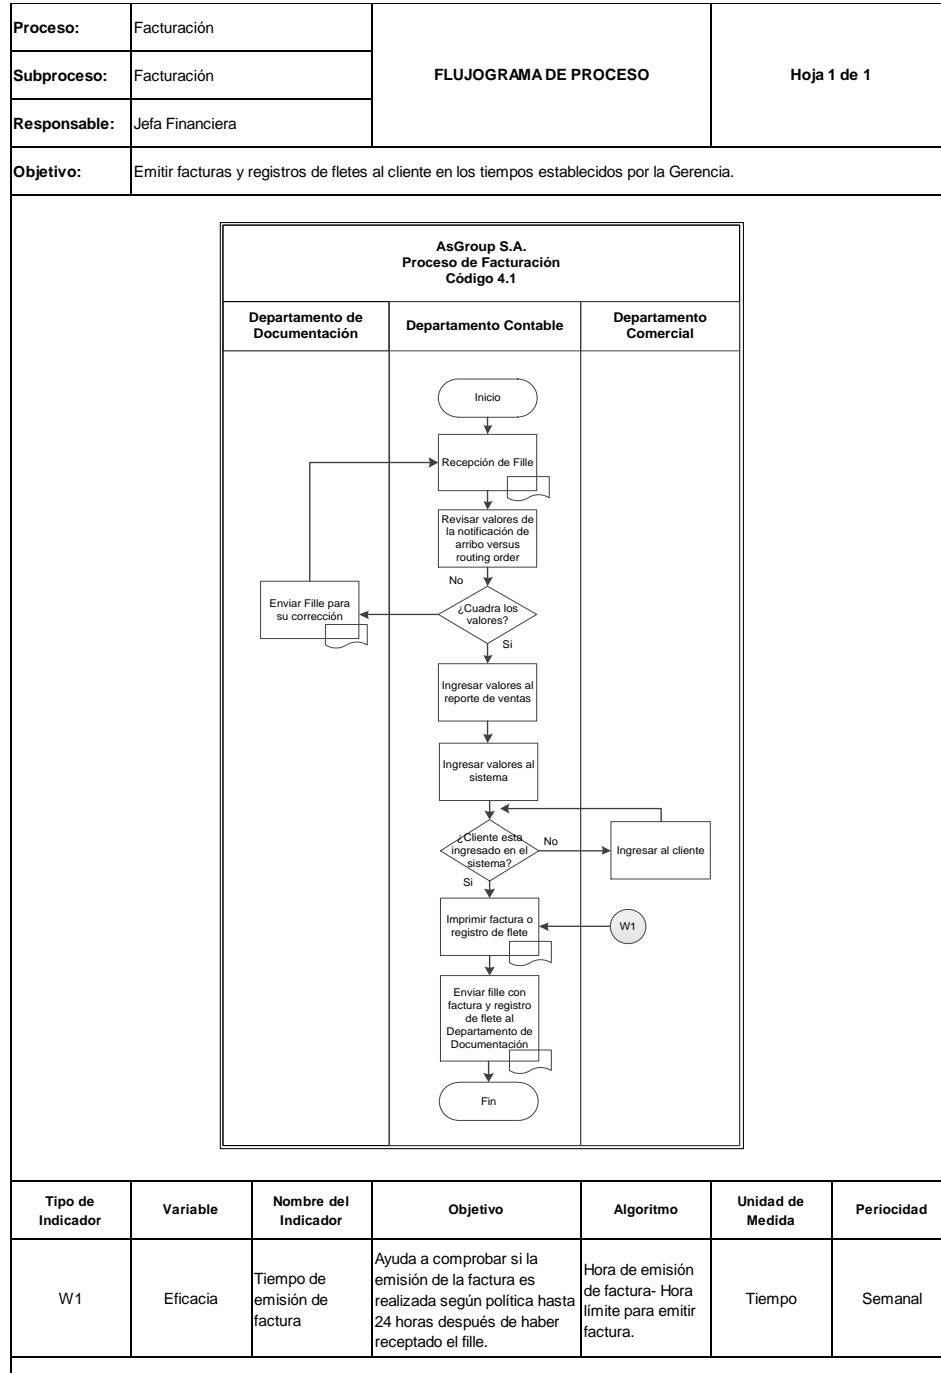 Proceso:
Facturación
Subproceso:
Facturación
FLUJOGRAMA DE PROCESO
Hoja 1 de 1
Responsable:
Jefa Financiera
Objetivo:
Emitir facturas y registros de fletes al cliente en los tiempos establecidos por la Gerencia.
AsGroup S.A.
Proceso de Facturación
Código 4.1
Departamento de
Documentación
Departamento Contable
Departamento
Comercial
Inicio
Recepción de Fille
Revisar valores de
la notificación de
arribo versus
routing order
No
Enviar Fille para
su corrección
¿Cuadra los
valores?
Si
Ingresar valores al
reporte de ventas
Ingresar valores al
sistema
¿Cliente esta
ingresado en el
sistema?
No
Ingresar al cliente
Si
Imprimir factura o
registro de flete
W1
Enviar fille con
factura y registro
de flete al
Departamento de
Documentación
Fin
Tipo de
Indicador
Variable
Nombre del
Indicador
Objetivo
Algoritmo
Unidad de
Medida
Periocidad
W1
Eficacia
Tiempo de
emisión de
factura
Ayuda a comprobar si la
emisión de la factura es
realizada según política hasta
24 horas después de haber
receptado el fille.
Hora de emisión
de factura- Hora
límite para emitir
factura.
Tiempo
Semanal